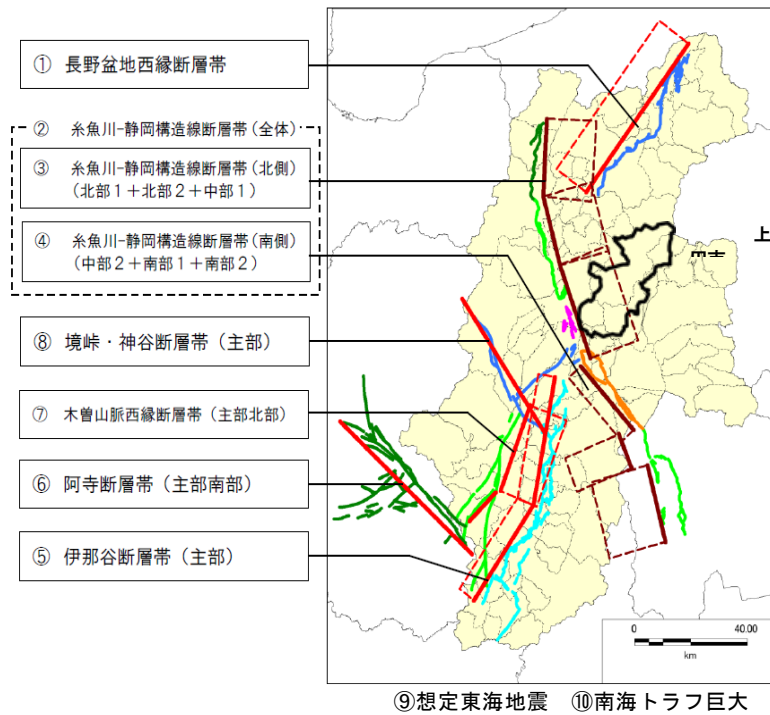 ① 長野盆地西縁断層帯
② 糸魚川-静岡構造線断層帯(全体)
③ 糸魚川-静岡構造線断層帯(北側)
(北部1+北部2+中部1)
④ 糸魚川-静岡構造線断層帯(南側)
(中部2+南部1+南部2)
上
⑧ 境峠・神谷断層帯(主部)
⑦ 木曽山脈西縁断層帯(主部北部)
⑥ 阿寺断層帯(主部南部)
⑤ 伊那谷断層帯(主部)
0 40.00
km
⑨想定東海地震 ⑩南海トラフ巨大